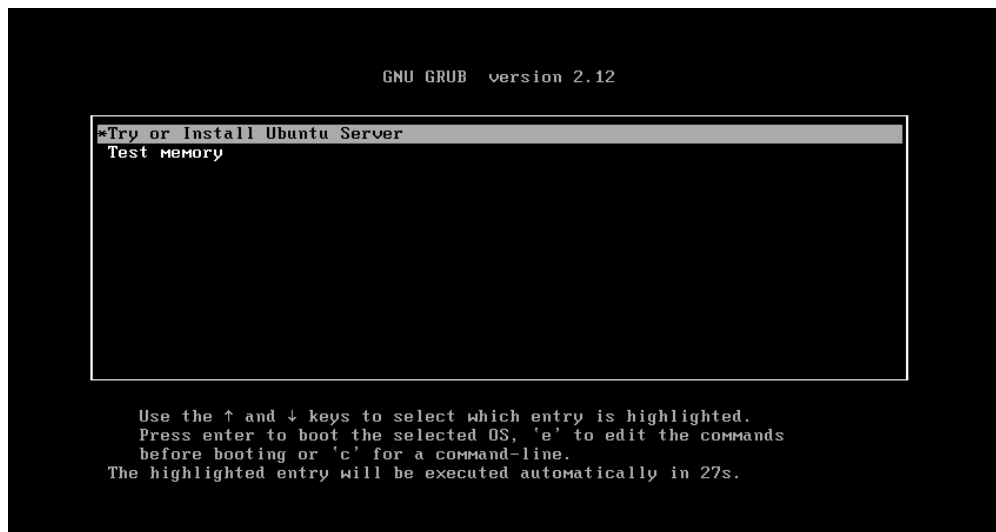 GNU GRUB  version 2.12
*Try or Install Ubuntu Server
Test memory
Use the ↑ and ↓ keys to select which entry is highlighted.
Press enter to boot the selected OS, `e' to edit the commands
before booting or `c' for a command-line.
The highlighted entry will be executed automatically in 27s.